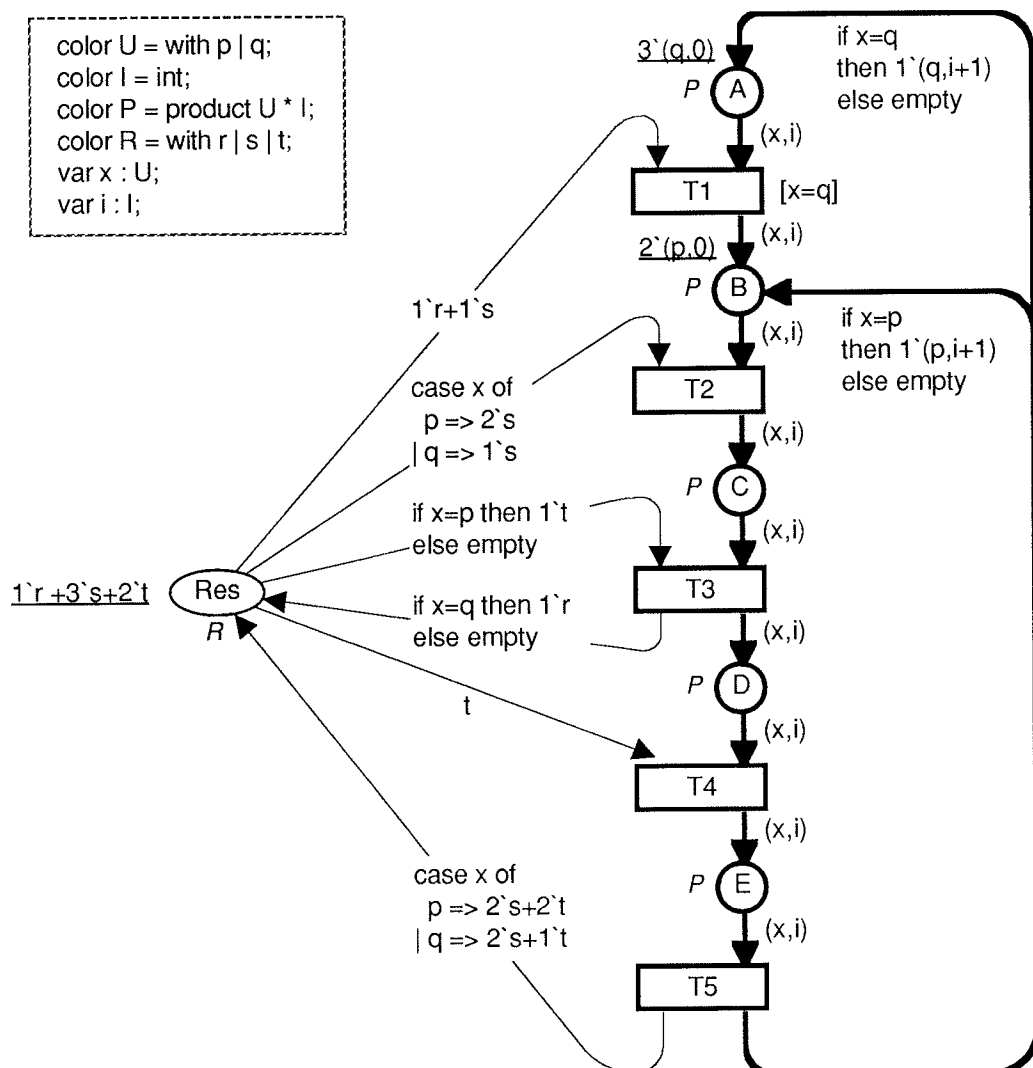 color U = with p | q;
color I = int;
color P = product U * I;
color R = with r | s | t;
var x : U;
var i : I;
3`(q,0)
P
A
if x=q
then 1`(q,i+1)
else empty
(x,i)
T1
[x=q]
(x,i)
2`(p,0)
P
B
1`r+1`s
(x,i)
if x=p
then 1`(p,i+1)
else empty
case x of
p => 2`s
| q => 1`s
T2
(x,i)
P
C
if x=p then 1`t
else empty
(x,i)
1`r +3`s+2`t
Res
R
if x=q then 1`r
else empty
T3
(x,i)
P
D
t
(x,i)
T4
(x,i)
case x of
p => 2`s+2`t
| q => 2`s+1`t
P
E
(x,i)
T5